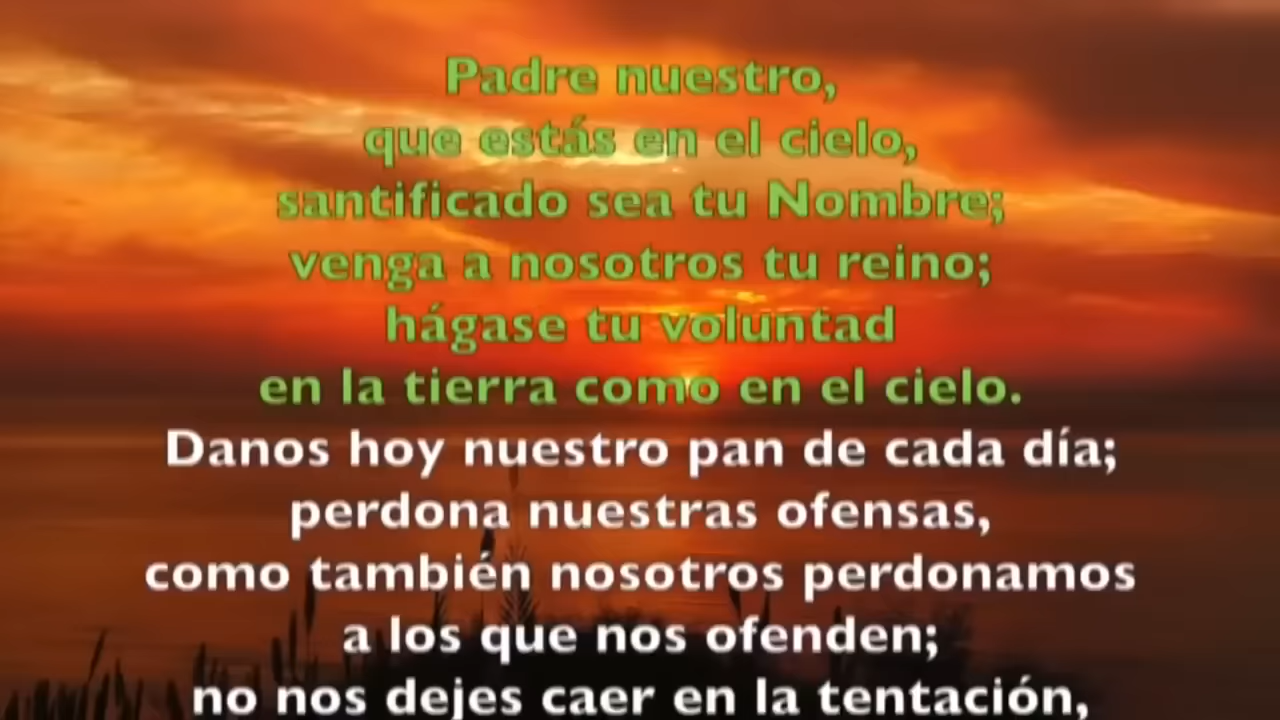 Padre nuestro,
que estás en el cielo,
santificado sea tu Nombre;
venga a nosotros tu reino;
hágase tu voluntad
en la tierra como en el cielo.
Danos hoy nuestro pan de cada día;
perdona nuestras ofensas,
como también nosotros perdonamos
a los que nos ofenden;
no nos dejes caer en la tentación,